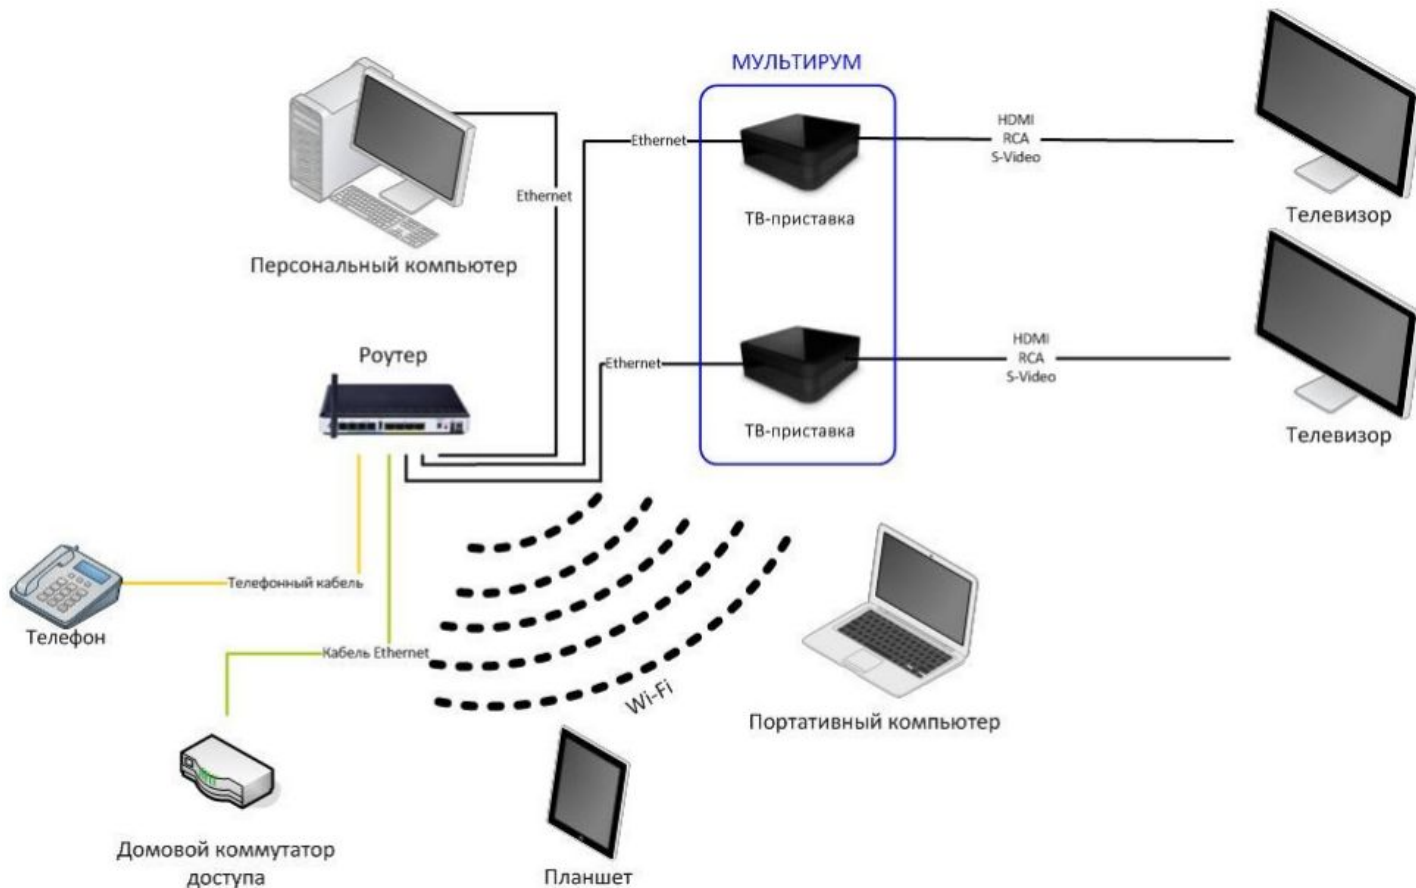 МУЛЬТИРУМ
HDMI
RCA
S-Video
Ethernet
Ethernet
ТВ-приставка
Телевизор
Персональный компьютер
Роутер
HDMI
RCA
S-Video
Ethernet
ТВ-приставка
Телевизор
Телефонный кабель
Телефон
Кабель Ethernet
Wi-Fi
Портативный компьютер
Домовой коммутатор
доступа
Планшет